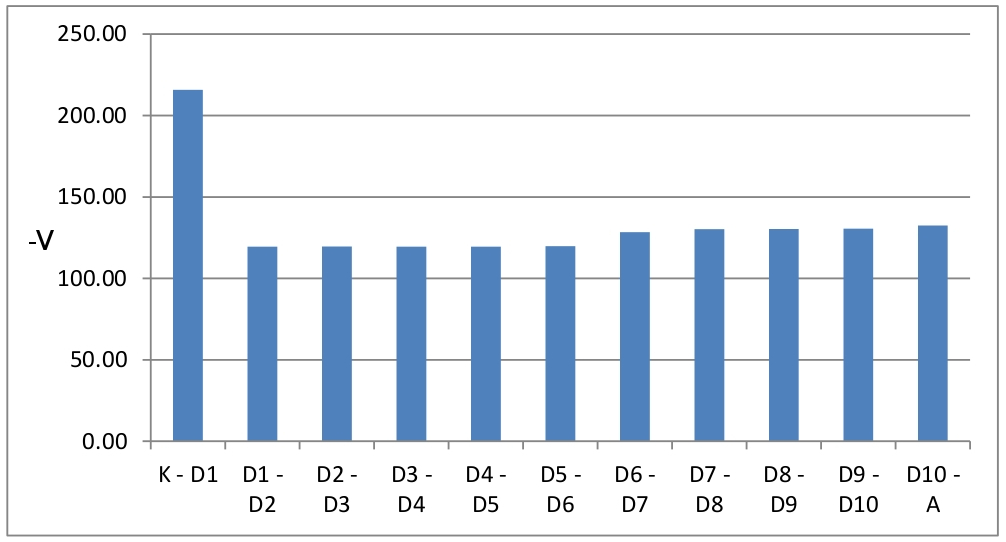 250.00
200.00
150.00
-V
100.00
50.00
0.00
K - D1 D1 - D2 - D3 - D4 - D5 - D6 - D7 - D8 - D9 - D10 -
D2 D3 D4 D5 D6 D7 D8 D9 D10 A